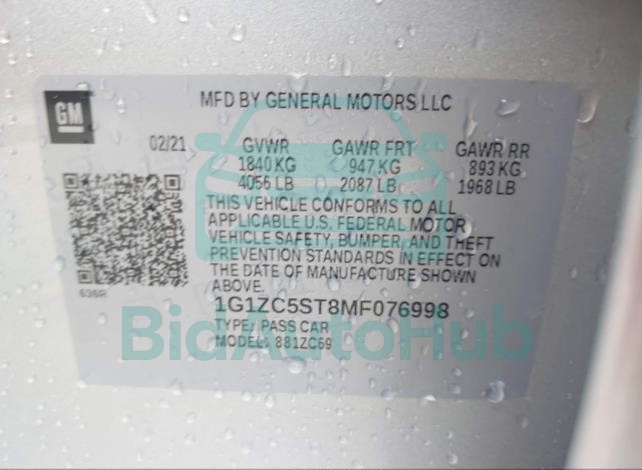 GM
MFD BY GENERAL MOTORS LLC
02/21 GVWR GAWR FRT GAWR RR
1840 KG 947 KG 893 KG
4056 LB 2087 LB 1968 LB
THIS VEHICLE CONFORMS TO ALL
APPLICABLE U.S. FEDERAL MOTOR
VEHICLE SAFETY, BUMPER, AND THEFT
PREVENTION STANDARDS IN EFFECT ON
THE DATE OF MANUFACTURE SHOWN
ABOVE.
636R
1G1ZC5ST8MF076998
TYPE: PASS CAR
MODEL: 881ZC69
BidAutoHub